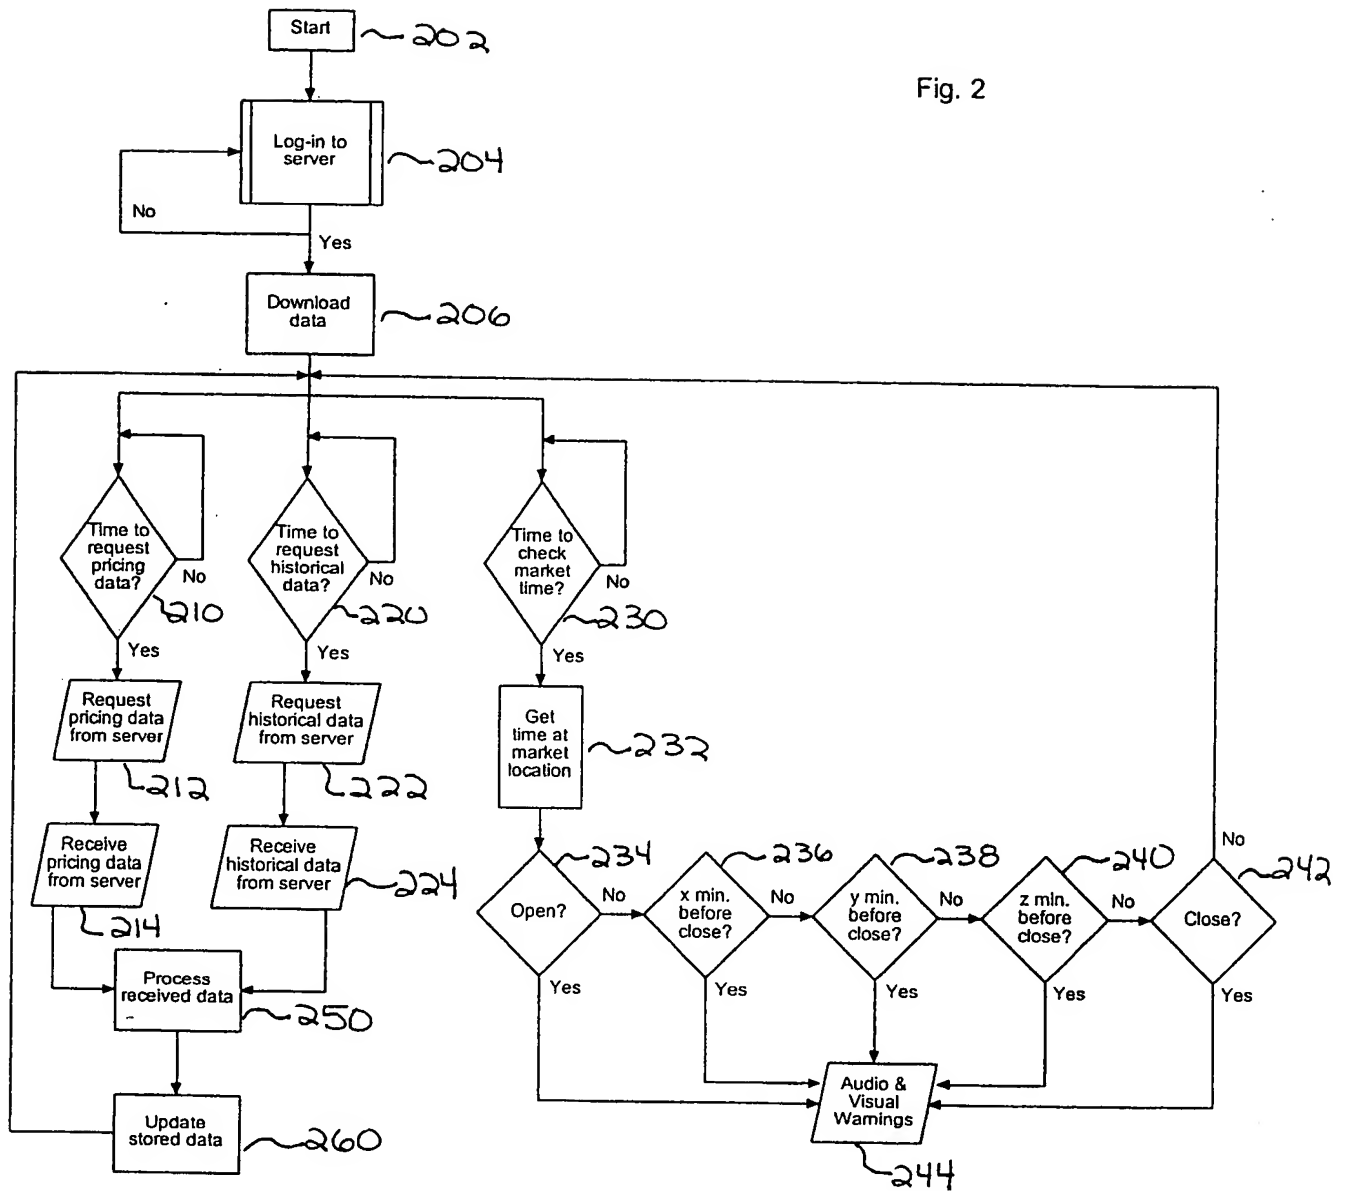 Start
202
Fig. 2
Log-in to
server
204
No
Yes
Download
data
206
Time to
request
pricing
data?
No
210
Yes
Time to
request
historical
data?
No
220
Yes
Time to
check
market
time?
No
230
Yes
Request
pricing data
from server
212
Request
historical data
from server
222
Get
time at
market
location
232
Receive
pricing data
from server
214
Receive
historical data
from server
224
Open?
234
No
Yes
x min.
before
close?
236
No
Yes
y min.
before
close?
238
No
Yes
z min.
before
close?
240
No
Yes
Close?
242
No
Yes
Process
received data
250
Update
stored data
260
Audio &
Visual
Warnings
244